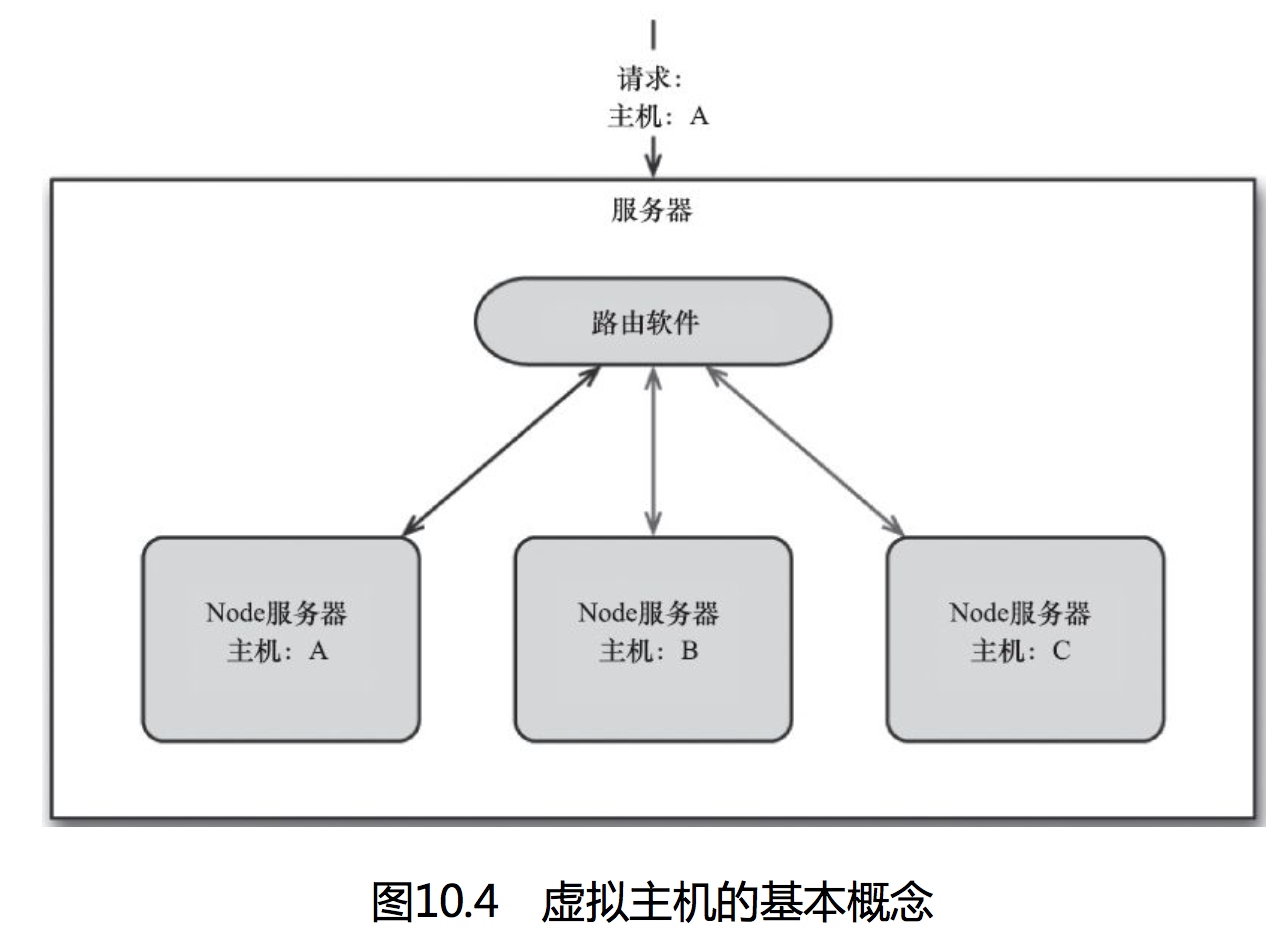 请求：
主机：A
服务器
路由软件
Node服务器
主机：A
Node服务器
主机：B
Node服务器
主机：C
图10.4 虚拟主机的基本概念